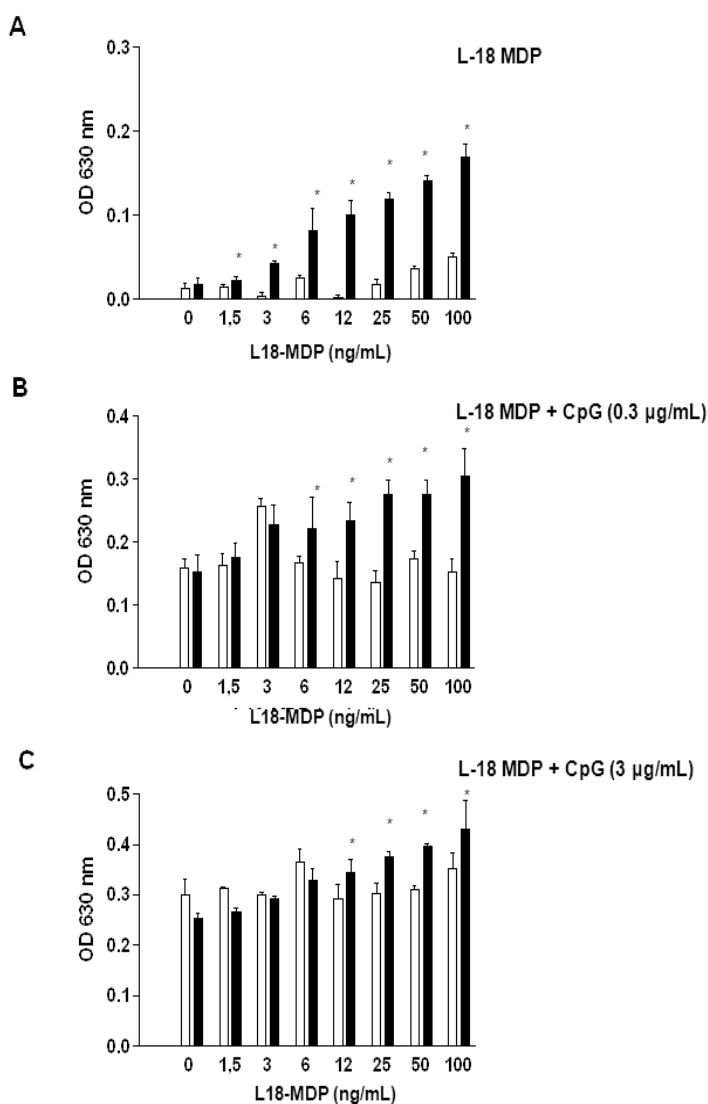 A
L-18 MDP
0.3
0.2
0.1
0.0
OD 630 nm
* * * * * * *
0 1,5 3 6 12 25 50 100
L18-MDP (ng/mL)
B
L-18 MDP + CpG (0.3 µg/mL)
0.4
0.3
0.2
0.1
0.0
OD 630 nm
* * * * *
0 1,5 3 6 12 25 50 100
L18-MDP (ng/mL)
C
L-18 MDP + CpG (3 µg/mL)
0.5
0.4
0.3
0.2
0.1
0.0
OD 630 nm
* * * *
0 1,5 3 6 12 25 50 100
L18-MDP (ng/mL)